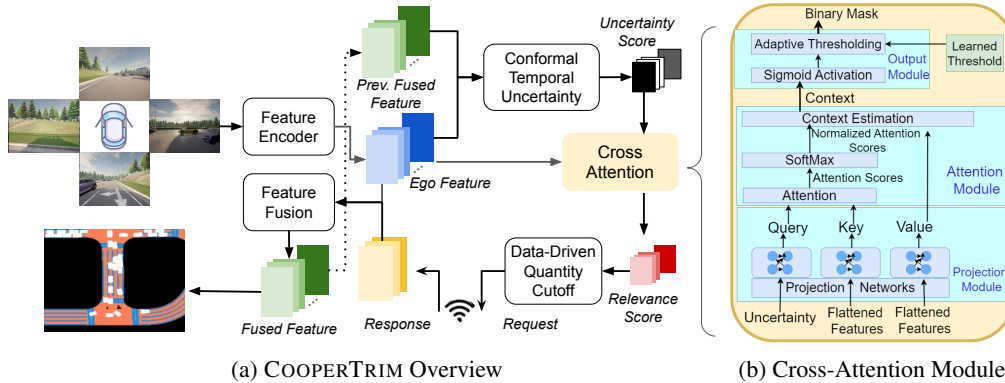 Feature
Encoder
Prev. Fused
Feature
Ego Feature
Conformal
Temporal
Uncertainty
Uncertainty
Score
Cross
Attention
Feature
Fusion
Fused Feature
Response
Request
Data-Driven
Quantity
Cutoff
Relevance
Score
(a) COOPERTRIM Overview
Binary Mask
Adaptive Thresholding
Learned
Threshold
Output
Module
Sigmoid Activation
Context
Context Estimation
Normalized Attention
Scores
SoftMax
Attention Scores
Attention
Attention
Module
Query
Key
Value
Projection Networks
Projection
Module
Uncertainty
Flattened
Features
Flattened
Features
(b) Cross-Attention Module